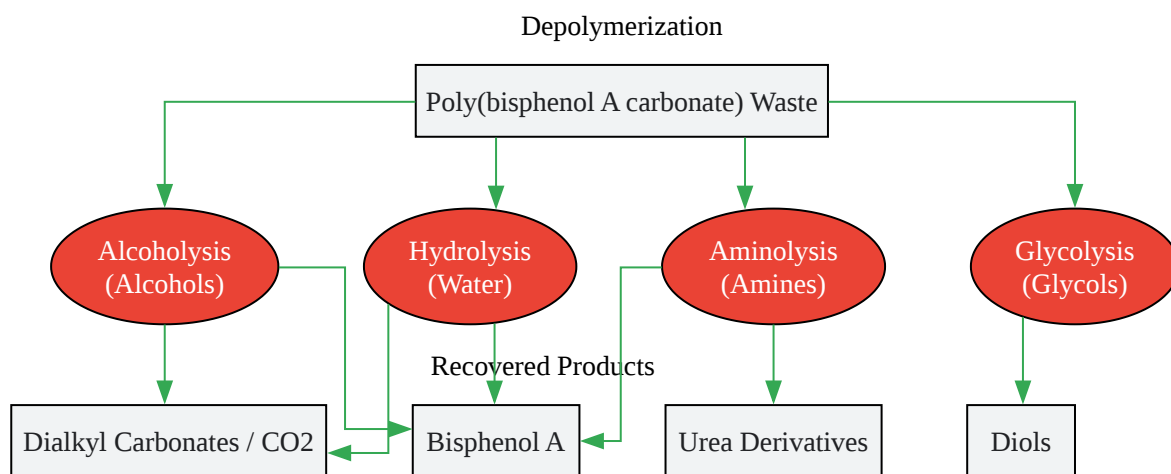 Depolymerization
Poly(bisphenol A carbonate) Waste
Alcoholysis
(Alcohols)
Hydrolysis
(Water)
Aminolysis
(Amines)
Glycolysis
(Glycols)
Recovered Products
Dialkyl Carbonates / CO2
Bisphenol A
Urea Derivatives
Diols